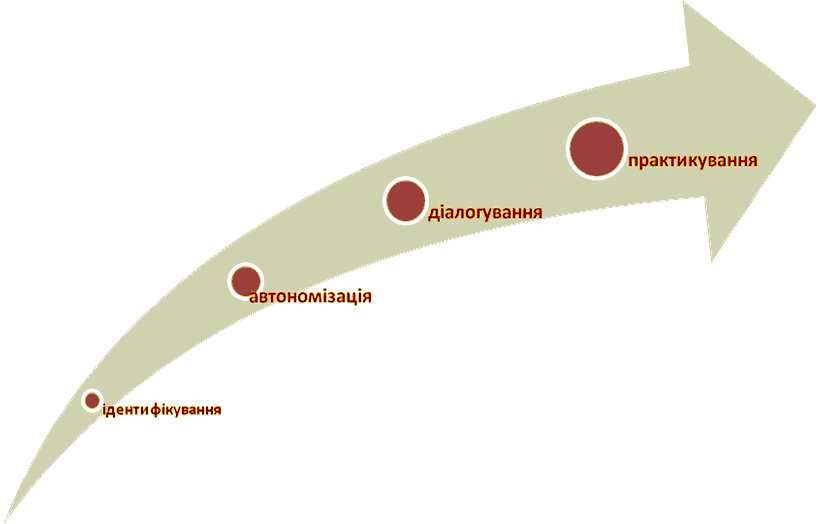 практикування
діалогування
автономізація
ідентифікування